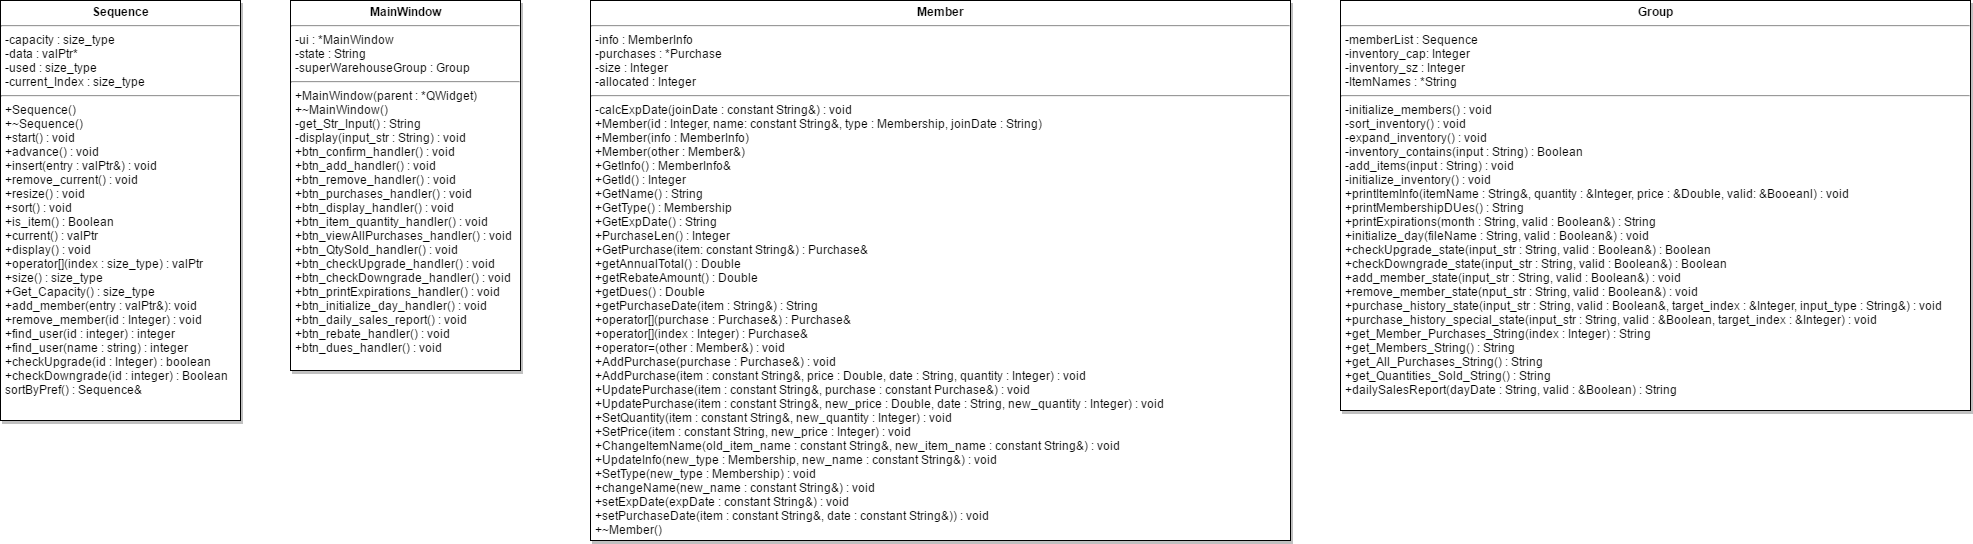 Sequence
-capacity : size_type
-data : valPtr*
-used : size_type
-current_Index : size_type
+Sequence()
+~Sequence()
+start() : void
+advance() : void
+insert(entry : valPtr&) : void
+remove_current() : void
+resize() : void
+sort() : void
+is_item() : Boolean
+current() : valPtr
+display() : void
+operator[](index : size_type) : valPtr
+size() : size_type
+Get_Capacity() : size_type
+add_member(entry : valPtr&): void
+remove_member(id : Integer) : void
+find_user(id : integer) : integer
+find_user(name : string) : integer
+checkUpgrade(id : Integer) : boolean
+checkDowngrade(id : integer) : Boolean
sortByPref() : Sequence&
MainWindow
-ui : *MainWindow
-state : String
-superWarehouseGroup : Group
+MainWindow(parent : *QWidget)
+~MainWindow()
-get_Str_Input() : String
-display(input_str : String) : void
+btn_confirm_handler() : void
+btn_add_handler() : void
+btn_remove_handler() : void
+btn_purchases_handler() : void
+btn_display_handler() : void
+btn_item_quantity_handler() : void
+btn_viewAllPurchases_handler() : void
+btn_QtySold_handler() : void
+btn_checkUpgrade_handler() : void
+btn_checkDowngrade_handler() : void
+btn_printExpirations_handler() : void
+btn_initialize_day_handler() : void
+btn_daily_sales_report() : void
+btn_rebate_handler() : void
+btn_dues_handler() : void
Member
-info : MemberInfo
-purchases : *Purchase
-size : Integer
-allocated : Integer
-calcExpDate(joinDate : constant String&) : void
+Member(id : Integer, name: constant String&, type : Membership, joinDate : String)
+Member(info : MemberInfo)
+Member(other : Member&)
+GetInfo() : MemberInfo&
+GetId() : Integer
+GetName() : String
+GetType() : Membership
+GetExpDate() : String
+PurchaseLen() : Integer
+GetPurchase(item: constant String&) : Purchase&
+getAnnualTotal() : Double
+getRebateAmount() : Double
+getDues() : Double
+getPurchaseDate(item : String&) : String
+operator[](purchase : Purchase&) : Purchase&
+operator[](index : Integer) : Purchase&
+operator=(other : Member&) : void
+AddPurchase(purchase : Purchase&) : void
+AddPurchase(item : constant String&, price : Double, date : String, quantity : Integer) : void
+UpdatePurchase(item : constant String&, purchase : constant Purchase&) : void
+UpdatePurchase(item : constant String&, new_price : Double, date : String, new_quantity : Integer) : void
+SetQuantity(item : constant String&, new_quantity : Integer) : void
+SetPrice(item : constant String, new_price : Integer) : void
+ChangeItemName(old_item_name : constant String&, new_item_name : constant String&) : void
+UpdateInfo(new_type : Membership, new_name : constant String&) : void
+SetType(new_type : Membership) : void
+changeName(new_name : constant String&) : void
+setExpDate(expDate : constant String&) : void
+setPurchaseDate(item : constant String&, date : constant String&)) : void
+~Member()
Group
-memberList : Sequence
-inventory_cap: Integer
-inventory_sz : Integer
-ItemNames : *String
-initialize_members() : void
-sort_inventory() : void
-expand_inventory() : void
-inventory_contains(input : String) : Boolean
-add_items(input : String) : void
-initialize_inventory() : void
+printItemInfo(itemName : String&, quantity : &Integer, price : &Double, valid: &Booeanl) : void
+printMembershipDUes() : String
+printExpirations(month : String, valid : Boolean&) : String
+initialize_day(fileName : String, valid : Boolean&) : void
+checkUpgrade_state(input_str : String, valid : Boolean&) : Boolean
+checkDowngrade_state(input_str : String, valid : Boolean&) : Boolean
+add_member_state(input_str : String, valid : Boolean&) : void
+remove_member_state(nput_str : String, valid : Boolean&) : void
+purchase_history_state(input_str : String, valid : Boolean&, target_index : &Integer, input_type : String&) : void
+purchase_history_special_state(input_str : String, valid : &Boolean, target_index : &Integer) : void
+get_Member_Purchases_String(index : Integer) : String
+get_Members_String() : String
+get_All_Purchases_String() : String
+get_Quantities_Sold_String() : String
+dailySalesReport(dayDate : String, valid : &Boolean) : String